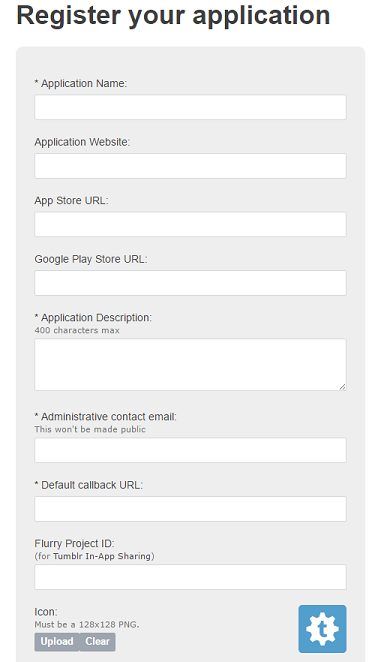 Register your application
* Application Name:
Application Website:
App Store URL:
Google Play Store URL:
* Application Description:
400 characters max
* Administrative contact email:
This won't be made public
* Default callback URL:
Flurry Project ID:
(for Tumblr In-App Sharing)
Icon:
Must be a 128x128 PNG.
Upload Clear
t